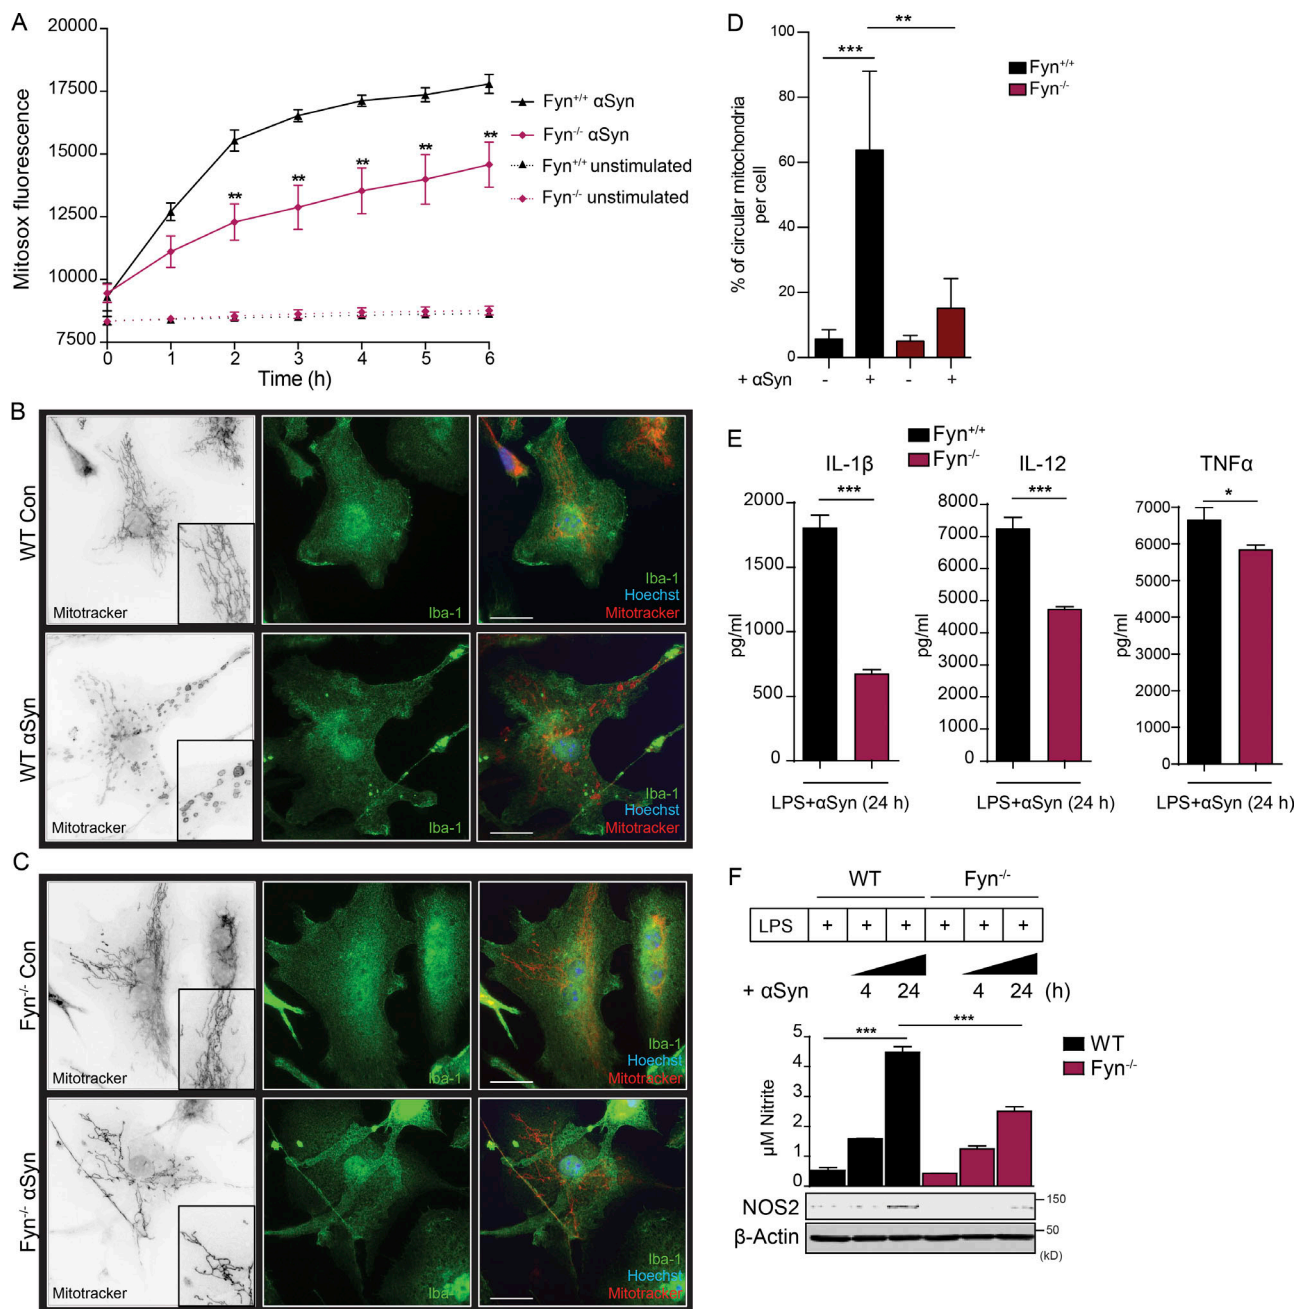 A
20000
17500
15000
12500
10000
7500
Mitosox fluorescence
** ** ** ** **
0 1 2 3 4 5 6
Time (h)
Fyn+/+ αSyn
Fyn-/- αSyn
Fyn+/+ unstimulated
Fyn-/- unstimulated
D
100
80
60
40
20
0
% of circular mitochondria
per cell
***
**
Fyn+/+
Fyn-/-
+ αSyn - + - +
B
WT Con
Mitotracker
Iba-1
Iba-1
Hoechst
Mitotracker
WT αSyn
Mitotracker
Iba-1
Iba-1
Hoechst
Mitotracker
C
Fyn-/- Con
Mitotracker
Iba-1
Iba-1
Hoechst
Mitotracker
Fyn-/- αSyn
Mitotracker
Iba-1
Iba-1
Hoechst
Mitotracker
E
Fyn+/+
Fyn-/-
IL-1β
***
2000
1500
1000
500
0
pg/ml
LPS+αSyn (24 h)
IL-12
***
8000
7000
6000
5000
4000
3000
2000
1000
0
pg/ml
LPS+αSyn (24 h)
TNFα
*
7000
6000
5000
4000
3000
2000
1000
0
pg/ml
LPS+αSyn (24 h)
F
WT Fyn-/-
LPS + + + + + +
+ αSyn 4 24 4 24 (h)
*** ***
5
4
3
2
1
0
µM Nitrite
WT
Fyn-/-
NOS2
150
β-Actin
50
(kD)